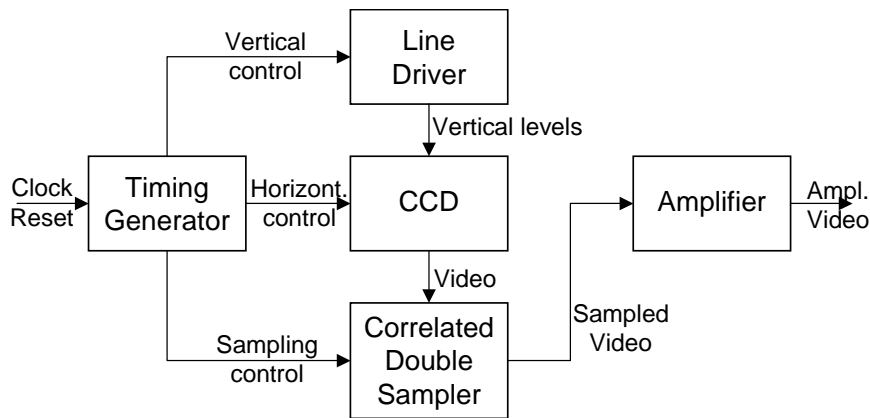 Vertical
control
Line
Driver
Vertical levels
Clock
Reset
Timing
Generator
Horizont.
control
CCD
Amplifier
Ampl.
Video
Video
Sampling
control
Correlated
Double
Sampler
Sampled
Video